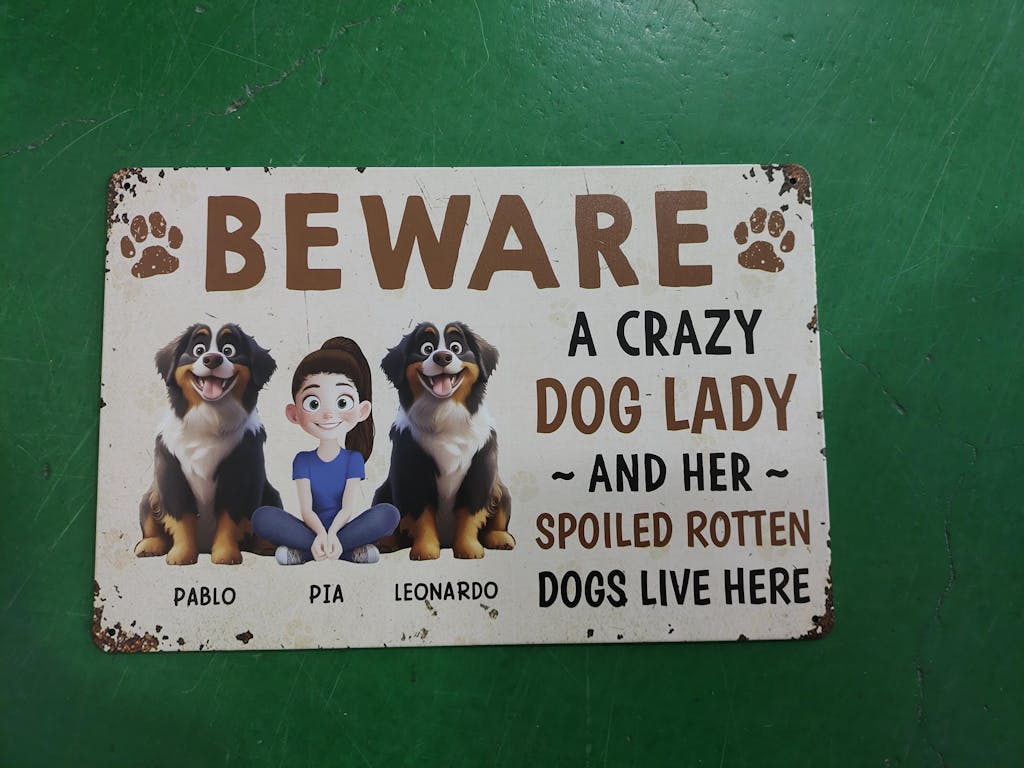 BEWARE
A CRAZY
DOG LADY
~ AND HER ~
SPOILED ROTTEN
DOGS LIVE HERE
PABLO PIA LEONARDO